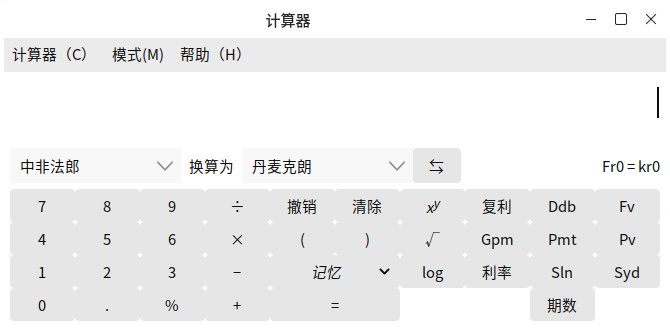 计算器
计算器（C） 模式(M) 帮助（H）
中非法郎 换算为 丹麦克朗 ⇆ Fr0 = kr0
7 8 9 ÷ 撤销 清除 xʸ 复利 Ddb Fv
4 5 6 × ( ) √ Gpm Pmt Pv
1 2 3 − 记忆 log 利率 Sln Syd
0 . % + = 期数